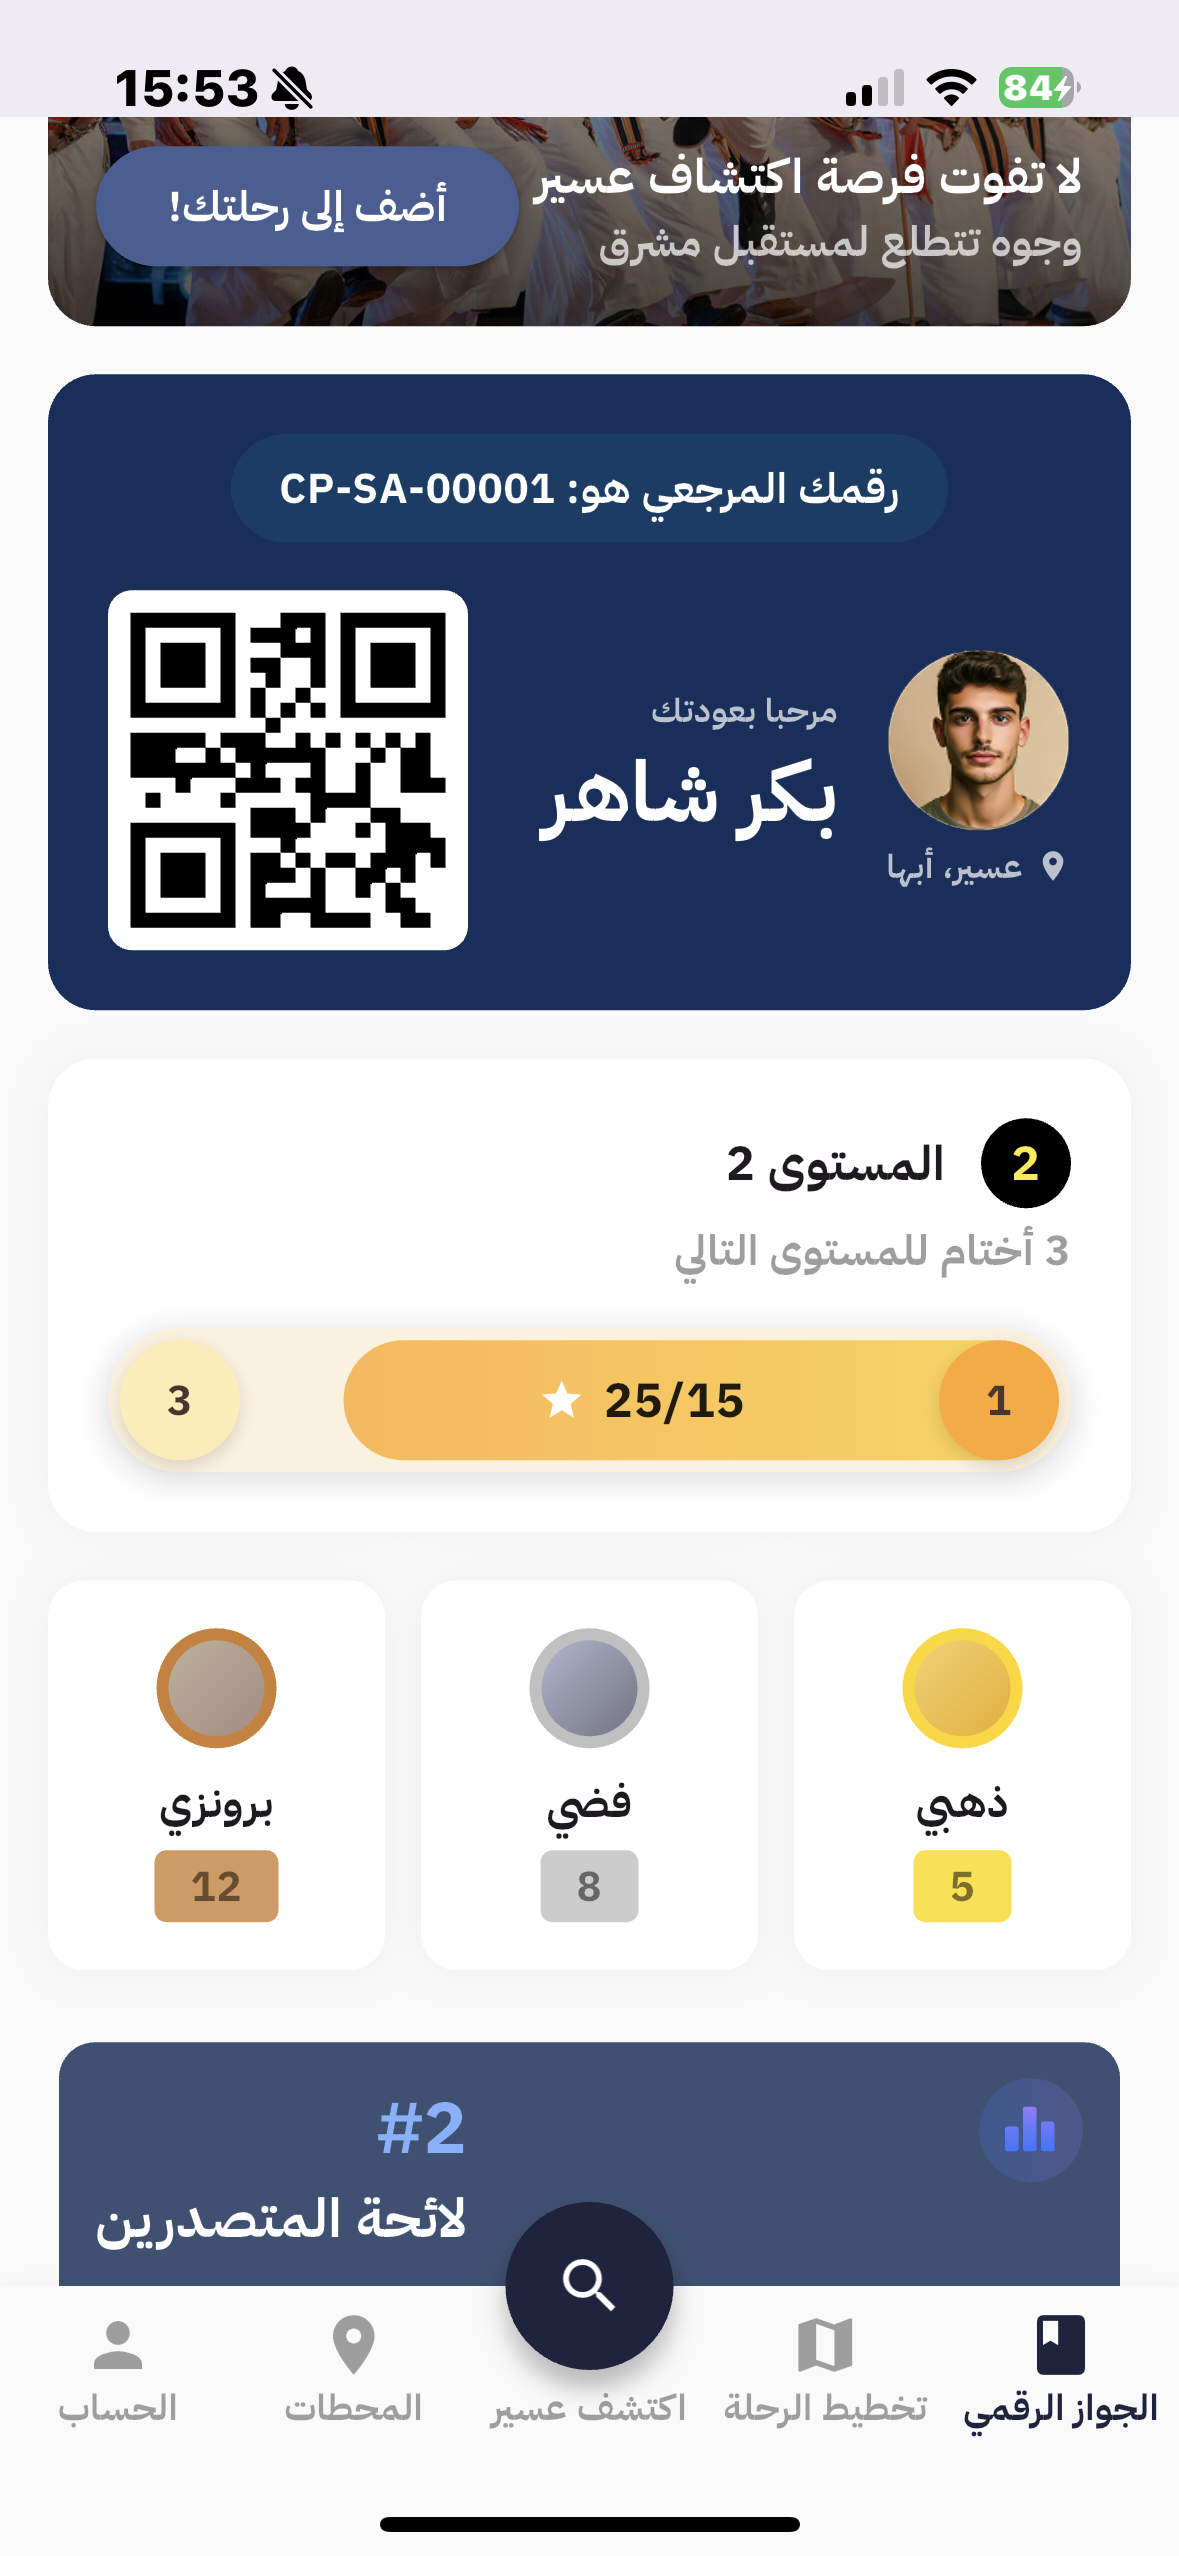 15:53
84
لا تفوت فرصة اكتشاف عسير
وجوه تتطلع لمستقبل مشرق
أضف إلى رحلتك!
رقمك المرجعي هو: CP-SA-00001
مرحبا بعودتك
بكر شاهر
عسير، أبها
2
المستوى 2
3 أختام للمستوى التالي
1
25/15
3
ذهبي
5
فضي
8
برونزي
12
#2
لائحة المتصدرين
الجواز الرقمي
تخطيط الرحلة
اكتشف عسير
المحطات
الحساب